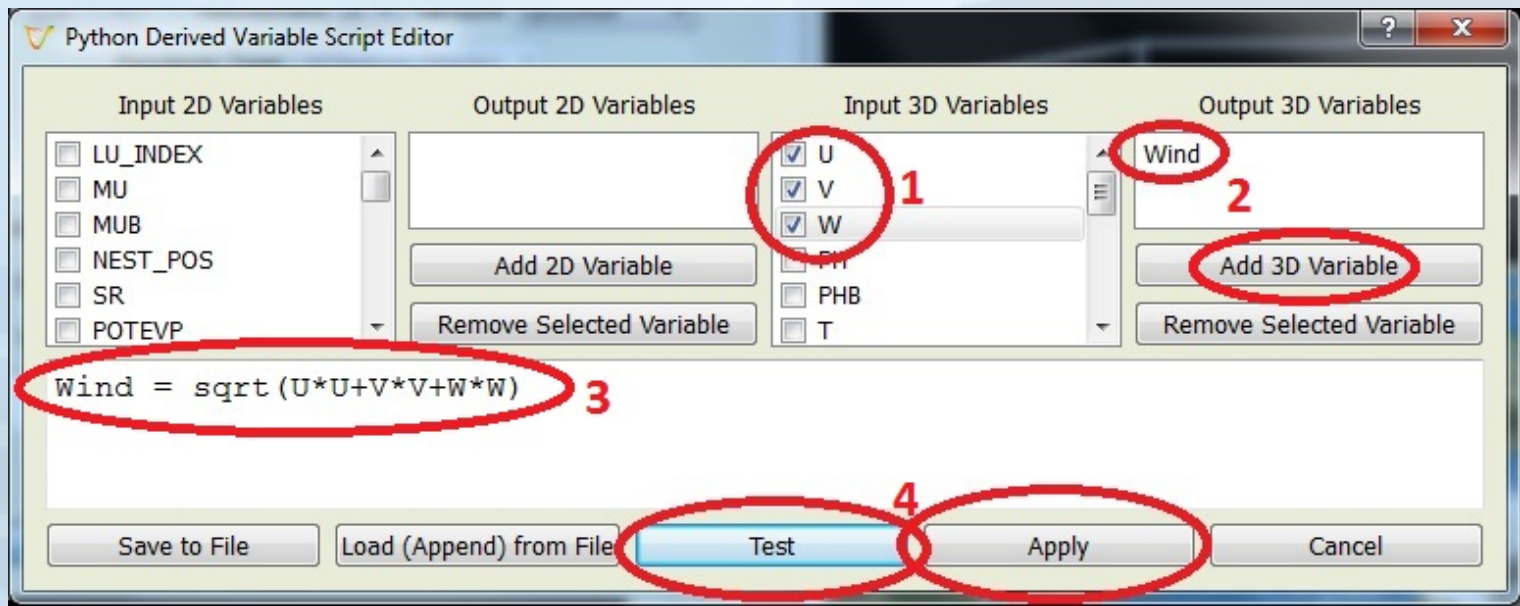 Python Derived Variable Script Editor
?
X
Input 2D Variables
Output 2D Variables
Input 3D Variables
Output 3D Variables
LU_INDEX
MU
MUB
NEST_POS
SR
POTEVP
Add 2D Variable
Remove Selected Variable
U
V
W
PH
PHB
T
1
Wind
2
Add 3D Variable
Remove Selected Variable
Wind = sqrt(U*U+V*V+W*W)
3
4
Save to File
Load (Append) from File
Test
Apply
Cancel